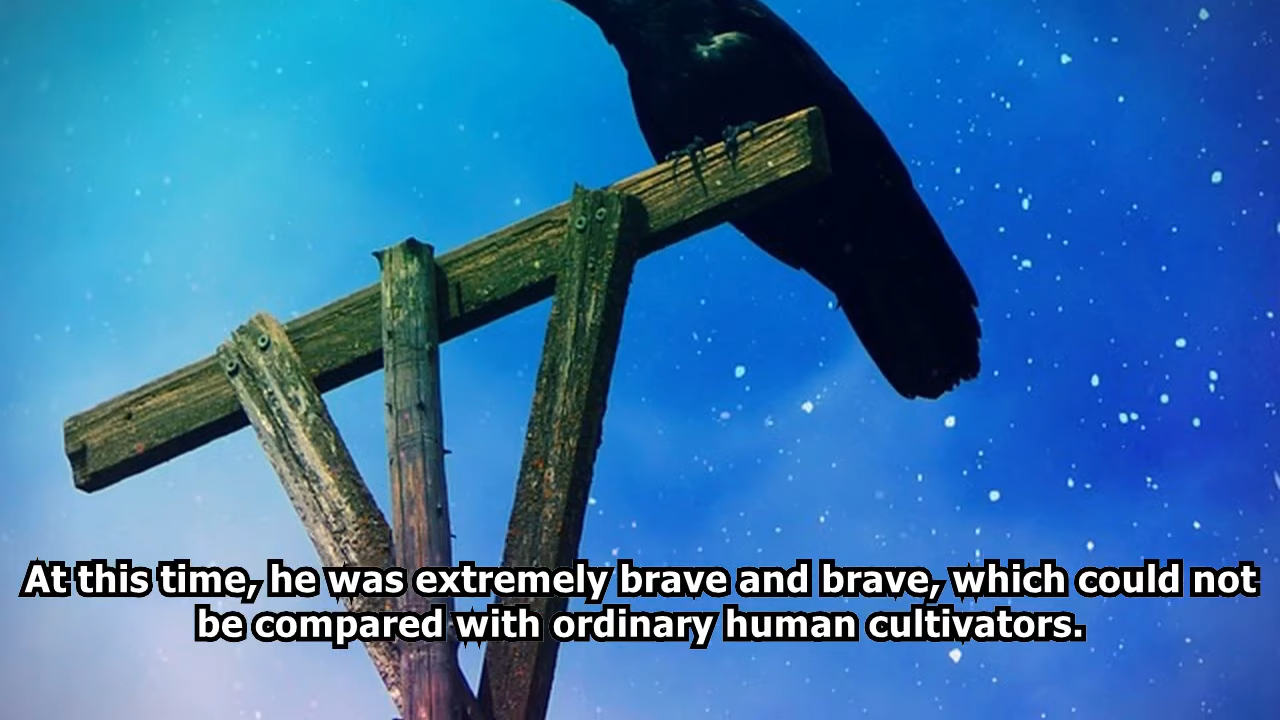 At this time, he was extremely brave and brave, which could not
be compared with ordinary human cultivators.